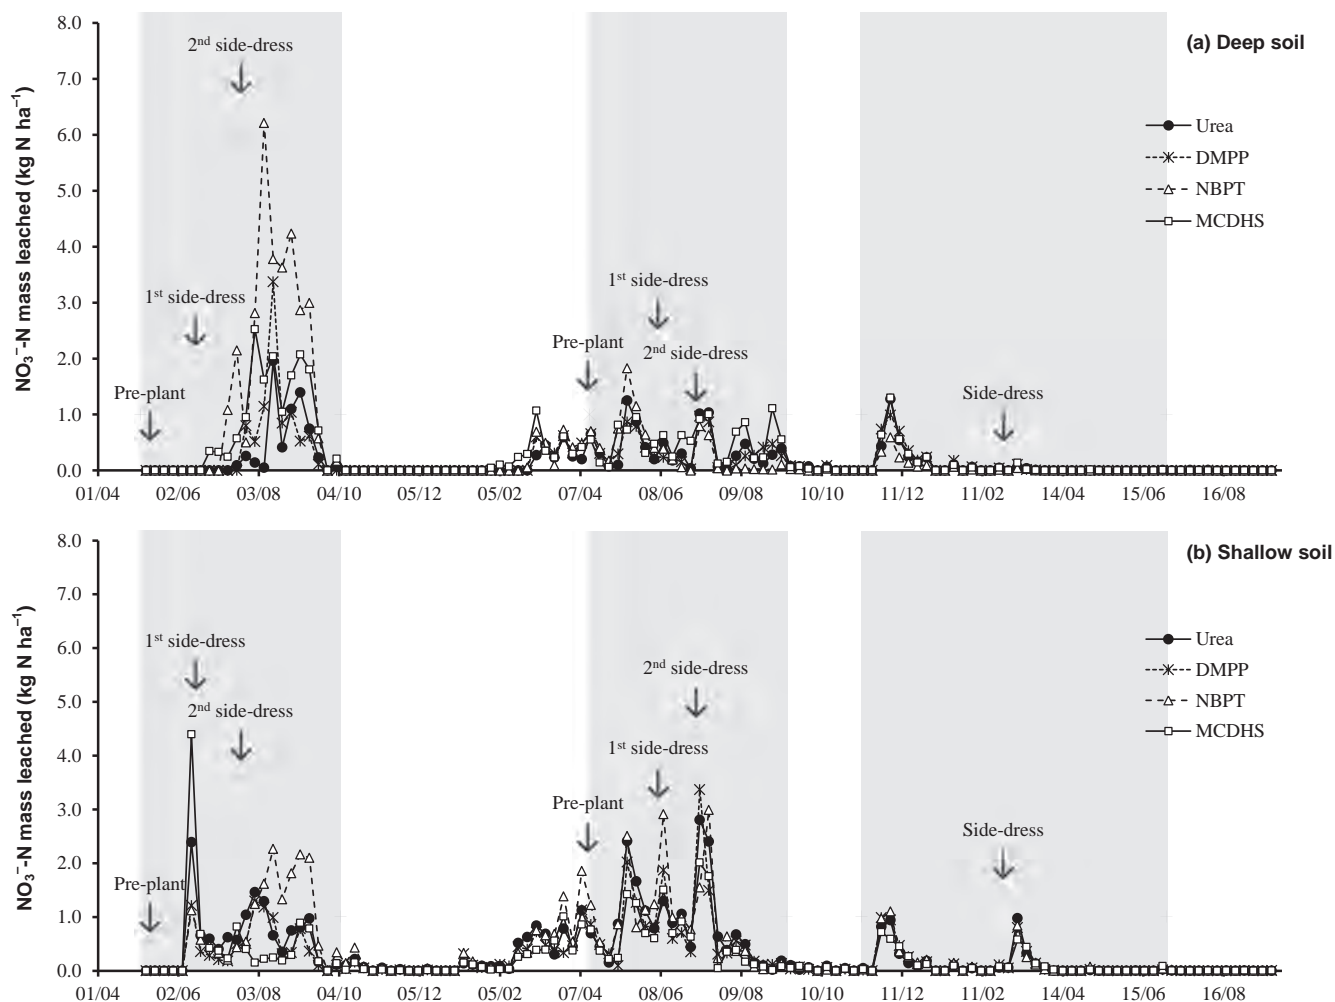 8.0
7.0
6.0
5.0
4.0
3.0
2.0
1.0
0.0
NO₃⁻-N mass leached (kg N ha⁻¹)
(a) Deep soil
2nd side-dress
1st side-dress
Pre-plant
1st side-dress
Pre-plant
2nd side-dress
Side-dress
Urea
DMPP
NBPT
MCDHS
01/04 02/06 03/08 04/10 05/12 05/02 07/04 08/06 09/08 10/10 11/12 11/02 14/04 15/06 16/08
8.0
7.0
6.0
5.0
4.0
3.0
2.0
1.0
0.0
NO₃⁻-N mass leached (kg N ha⁻¹)
(b) Shallow soil
1st side-dress
2nd side-dress
Pre-plant
2nd side-dress
1st side-dress
Pre-plant
Side-dress
Urea
DMPP
NBPT
MCDHS
01/04 02/06 03/08 04/10 05/12 05/02 07/04 08/06 09/08 10/10 11/12 11/02 14/04 15/06 16/08